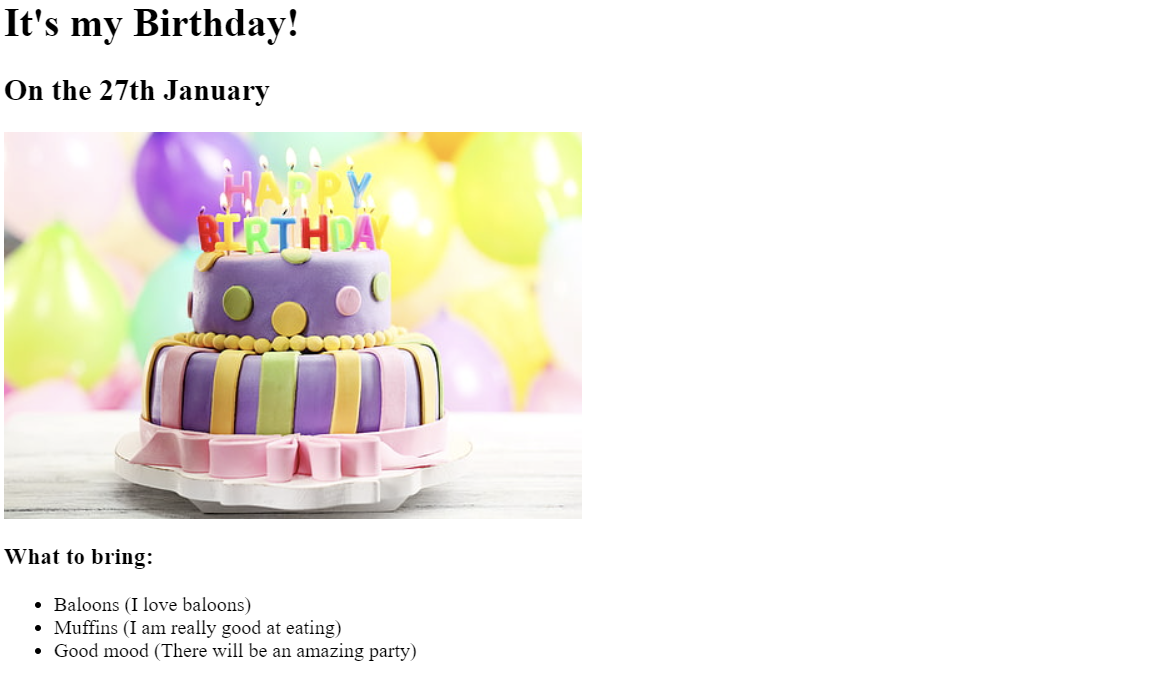 It's my Birthday!
On the 27th January
HAPPY
BIRTHDAY
What to bring:
Baloons (I love baloons)
Muffins (I am really good at eating)
Good mood (There will be an amazing party)